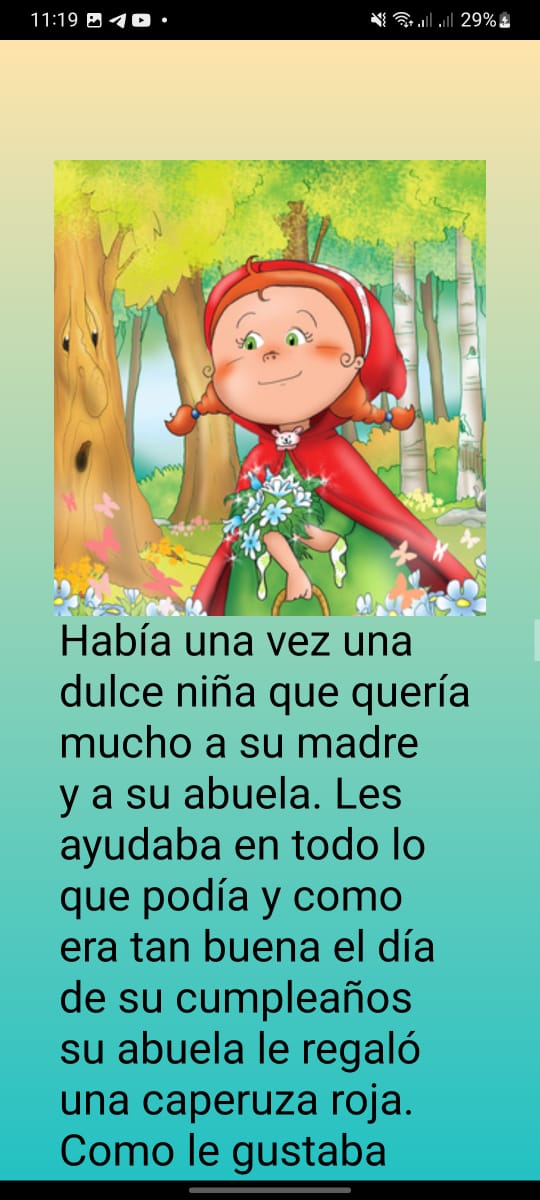 11:19
29%
Había una vez una
dulce niña que quería
mucho a su madre
y a su abuela. Les
ayudaba en todo lo
que podía y como
era tan buena el día
de su cumpleaños
su abuela le regaló
una caperuza roja.
Como le gustaba